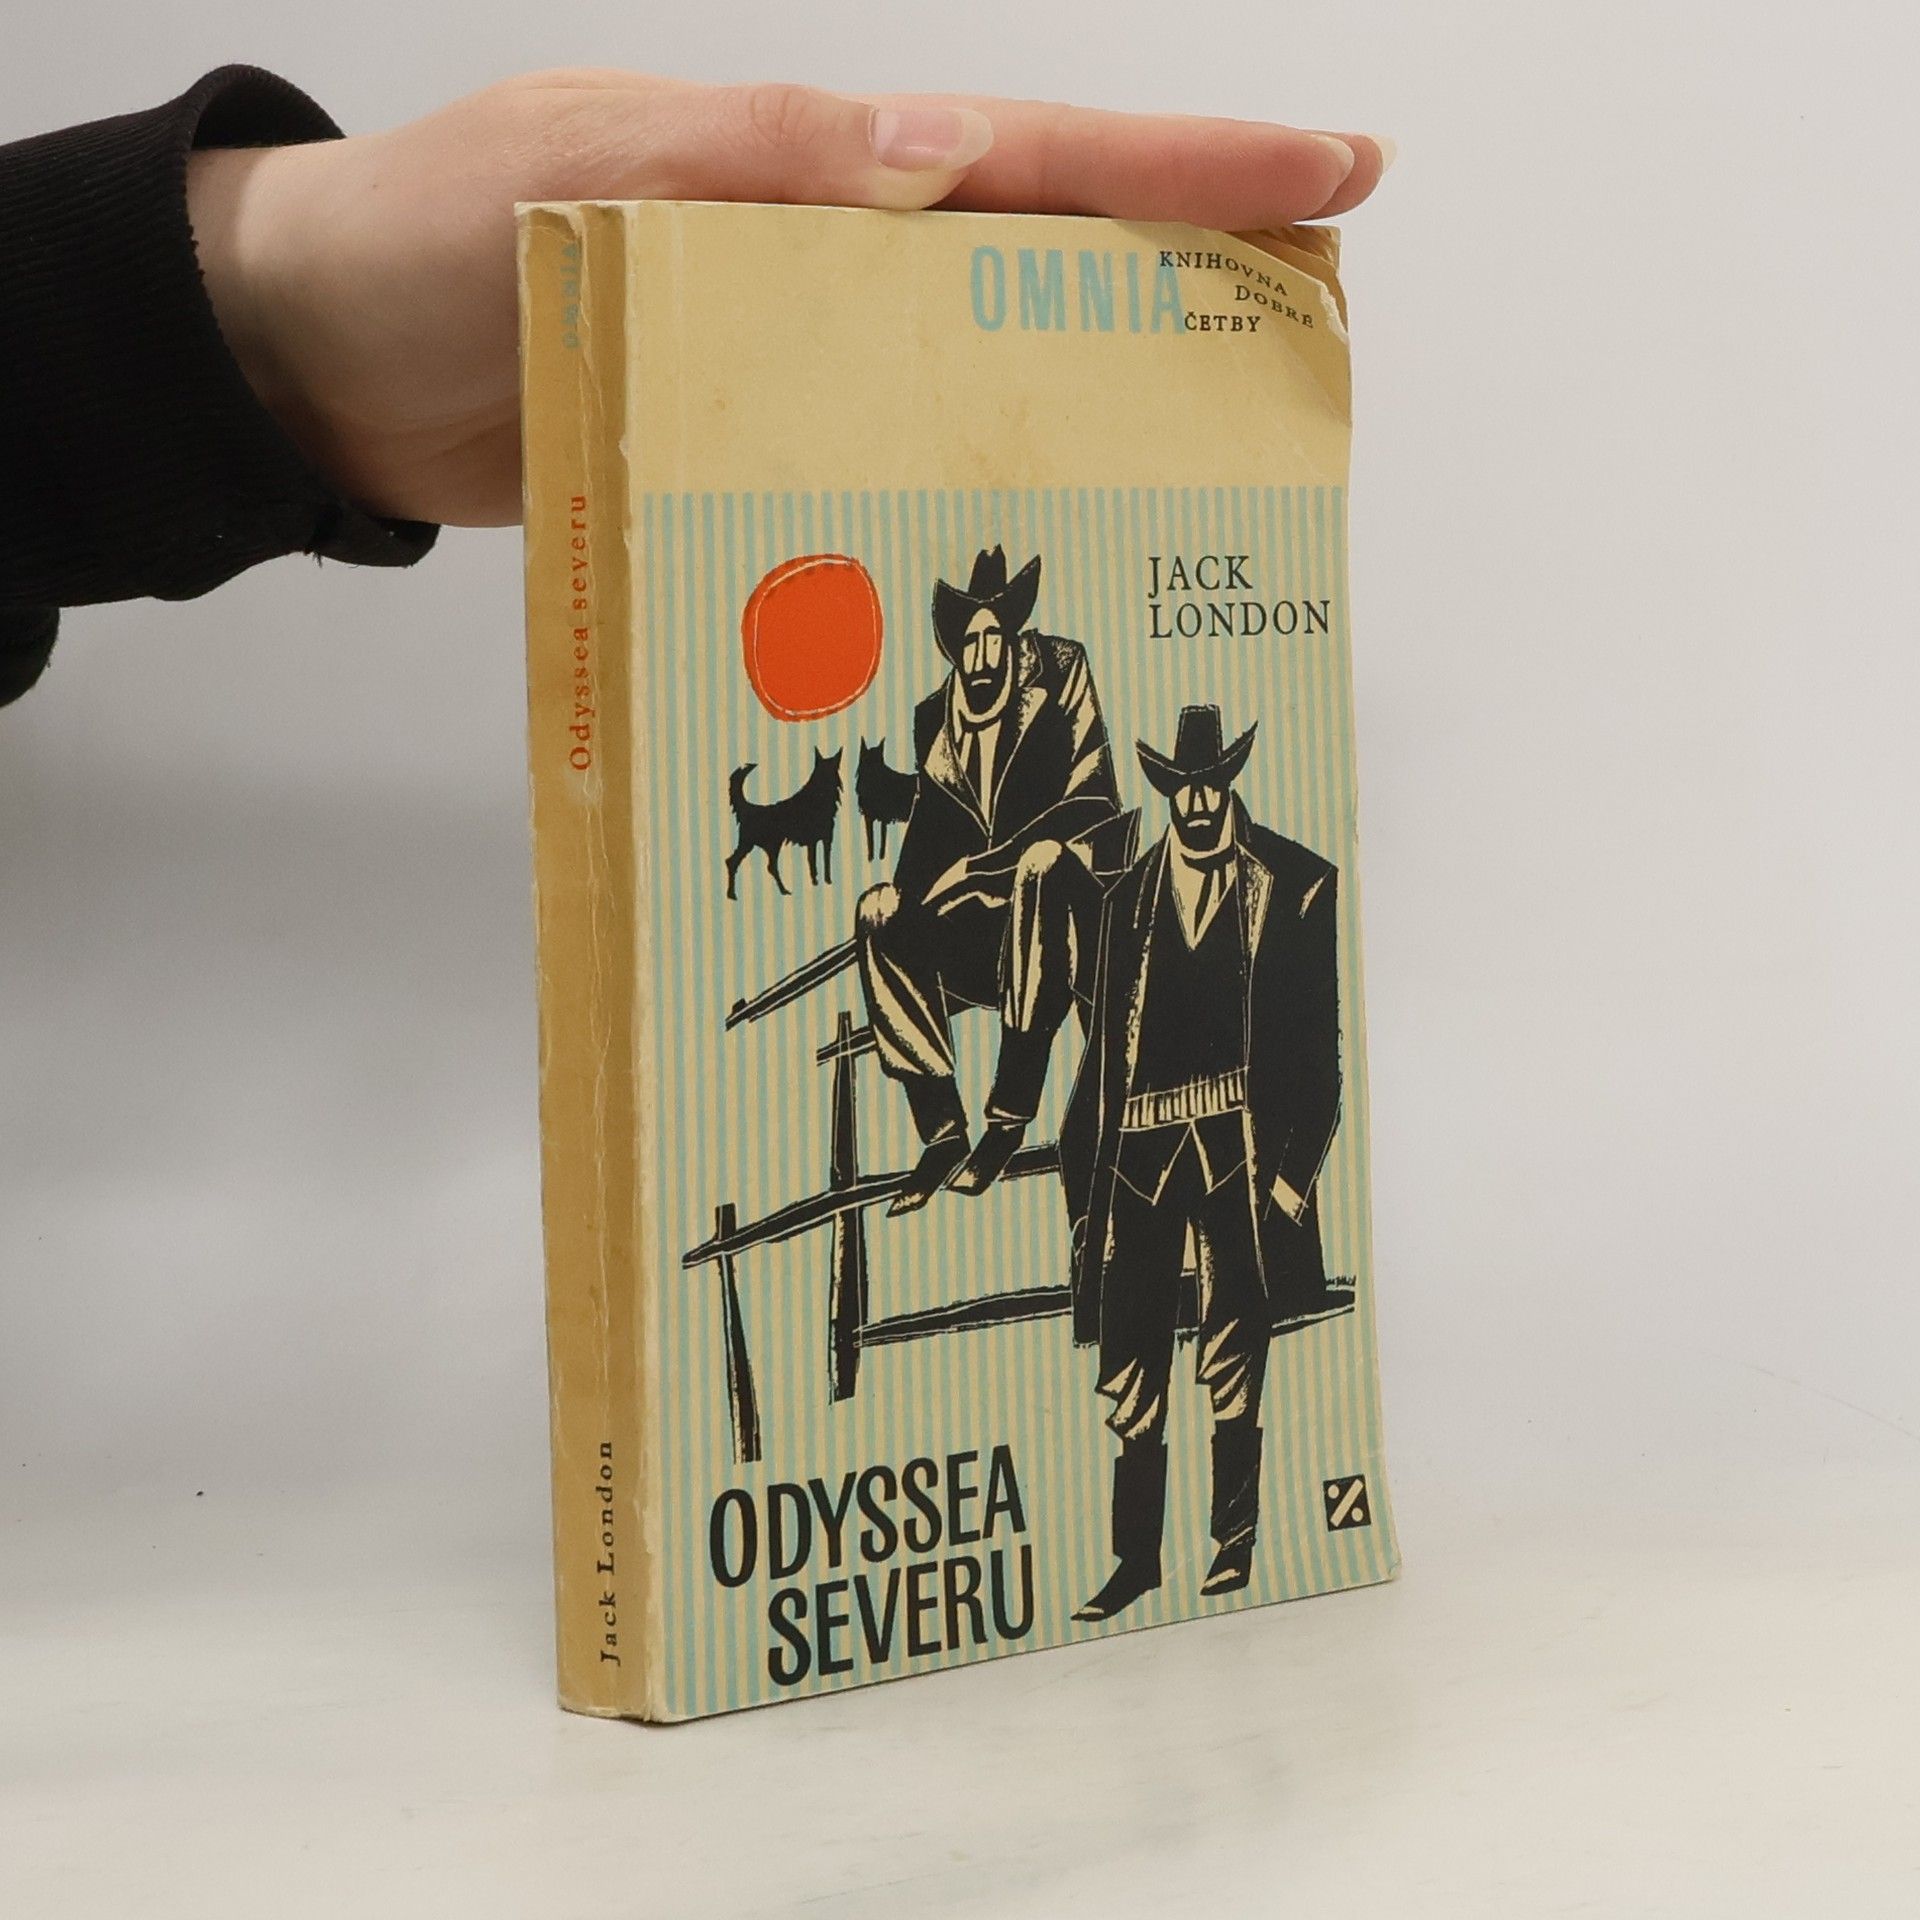 OMNIA
Odyssea severu
Jack London
OMNIA
KNIHOVNA
DOBRÉ
ČETBY
JACK
LONDON
ODYSSEA
SEVERU